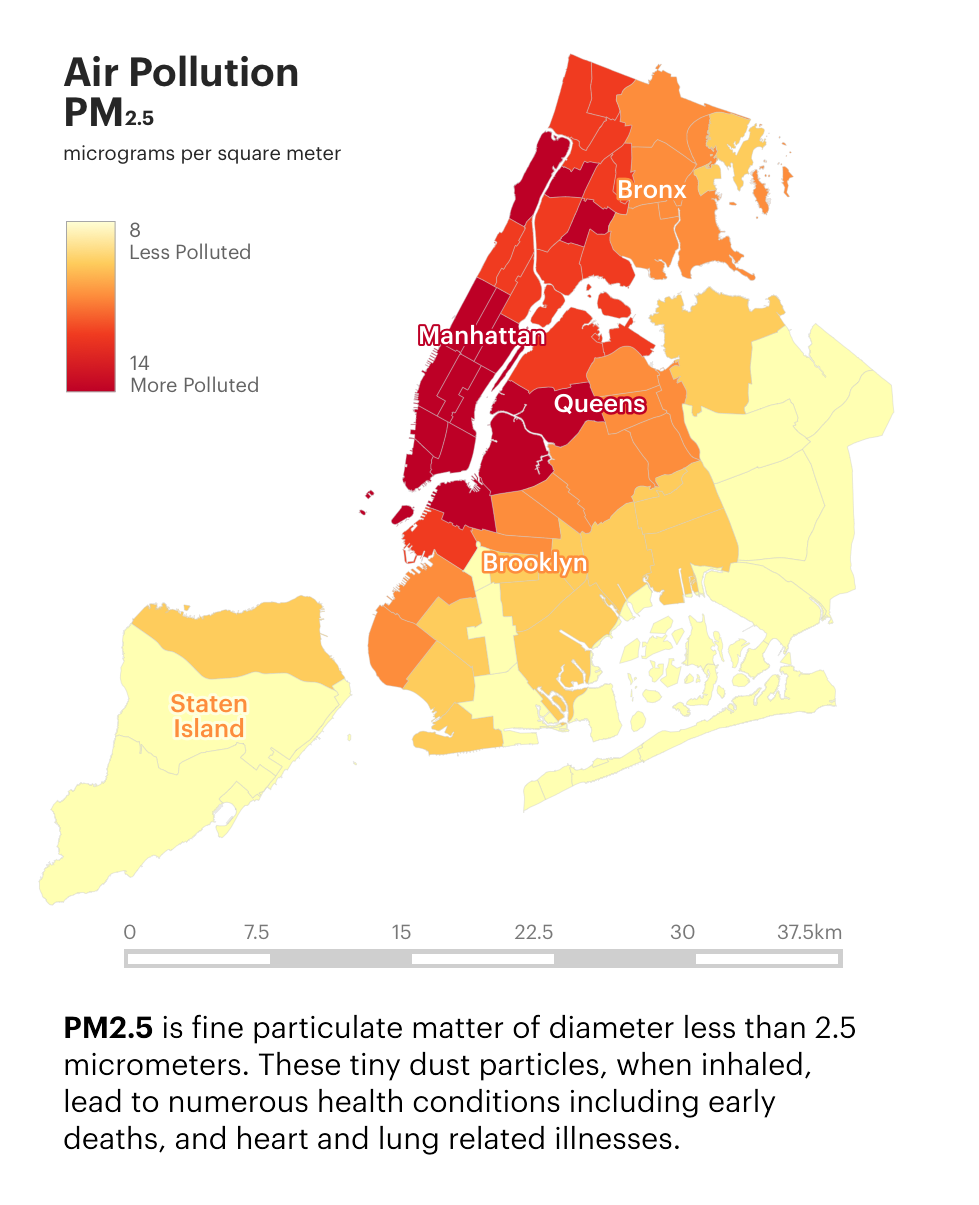 Air Pollution
PM2.5
micrograms per square meter
8
Less Polluted
14
More Polluted
Bronx
Manhattan
Queens
Brooklyn
Staten
Island
0 7.5 15 22.5 30 37.5km
PM2.5 is fine particulate matter of diameter less than 2.5
micrometers. These tiny dust particles, when inhaled,
lead to numerous health conditions including early
deaths, and heart and lung related illnesses.